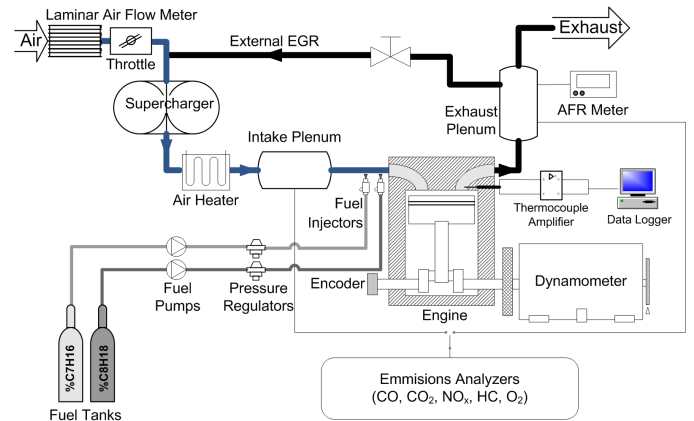 Laminar Air Flow Meter
Air
Throttle
External EGR
Exhaust
Supercharger
Exhaust
Plenum
AFR Meter
Intake Plenum
Air Heater
Fuel
Injectors
Thermocouple
Amplifier
Data Logger
Fuel
Pumps
Pressure
Regulators
Encoder
Dynamometer
Engine
%C7H16
%C8H18
Fuel Tanks
Emmisions Analyzers
(CO, CO₂, NOₓ, HC, O₂)